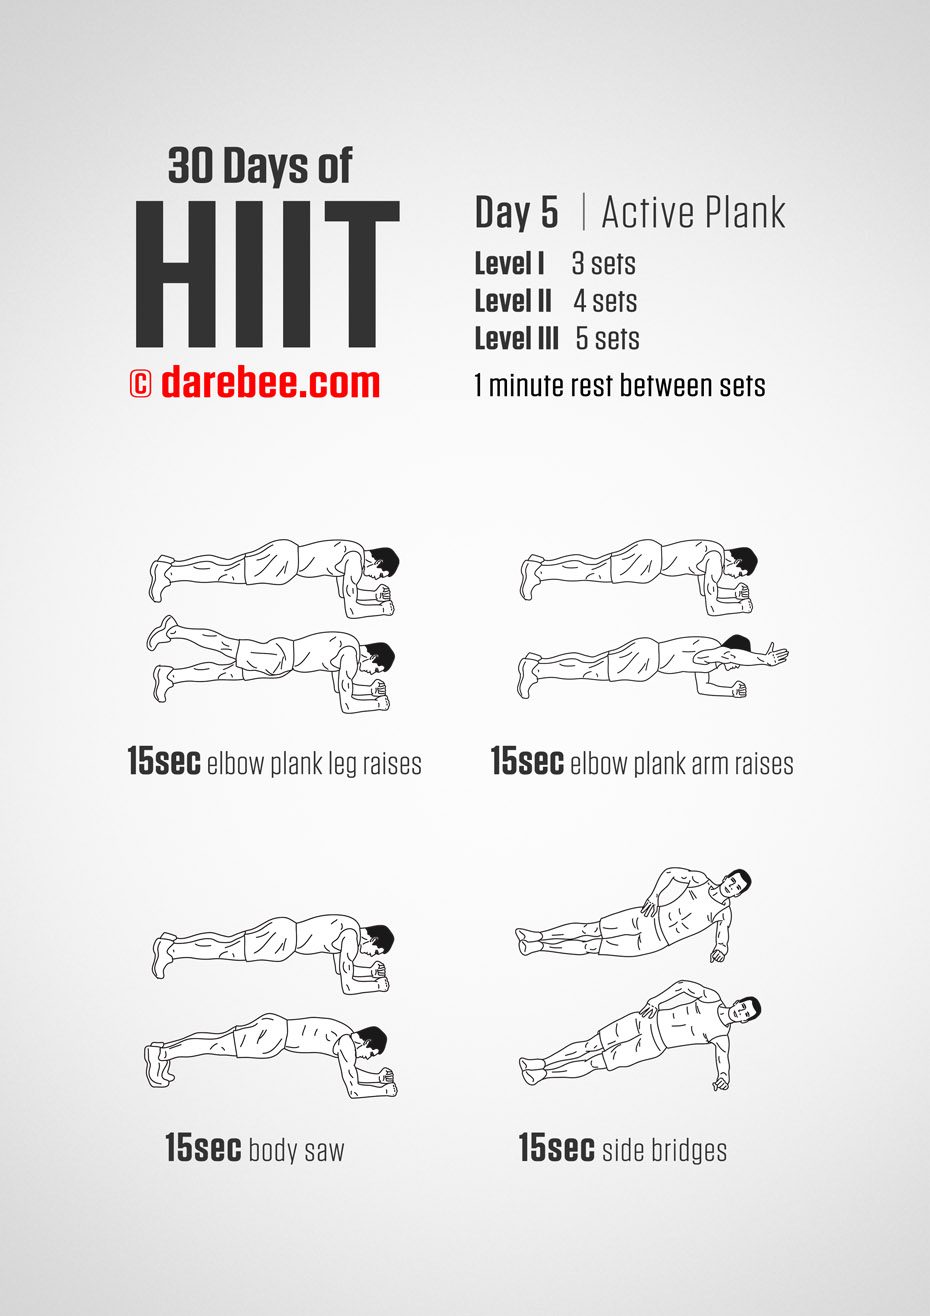 30 Days of
HIIT
© darebee.com
Day 5 | Active Plank
Level I 3 sets
Level II 4 sets
Level III 5 sets
1 minute rest between sets
15sec elbow plank leg raises
15sec elbow plank arm raises
15sec body saw
15sec side bridges